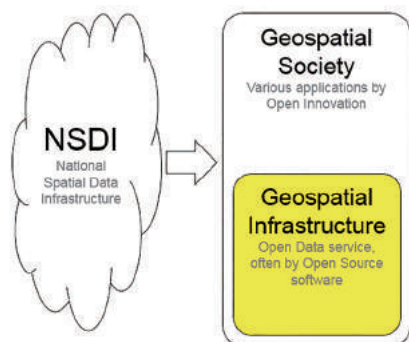 NSDI
National
Spatial Data
Infrastructure
Geospatial
Society
Various applications by
Open Innovation
Geospatial
Infrastructure
Open Data service,
often by Open Source
software